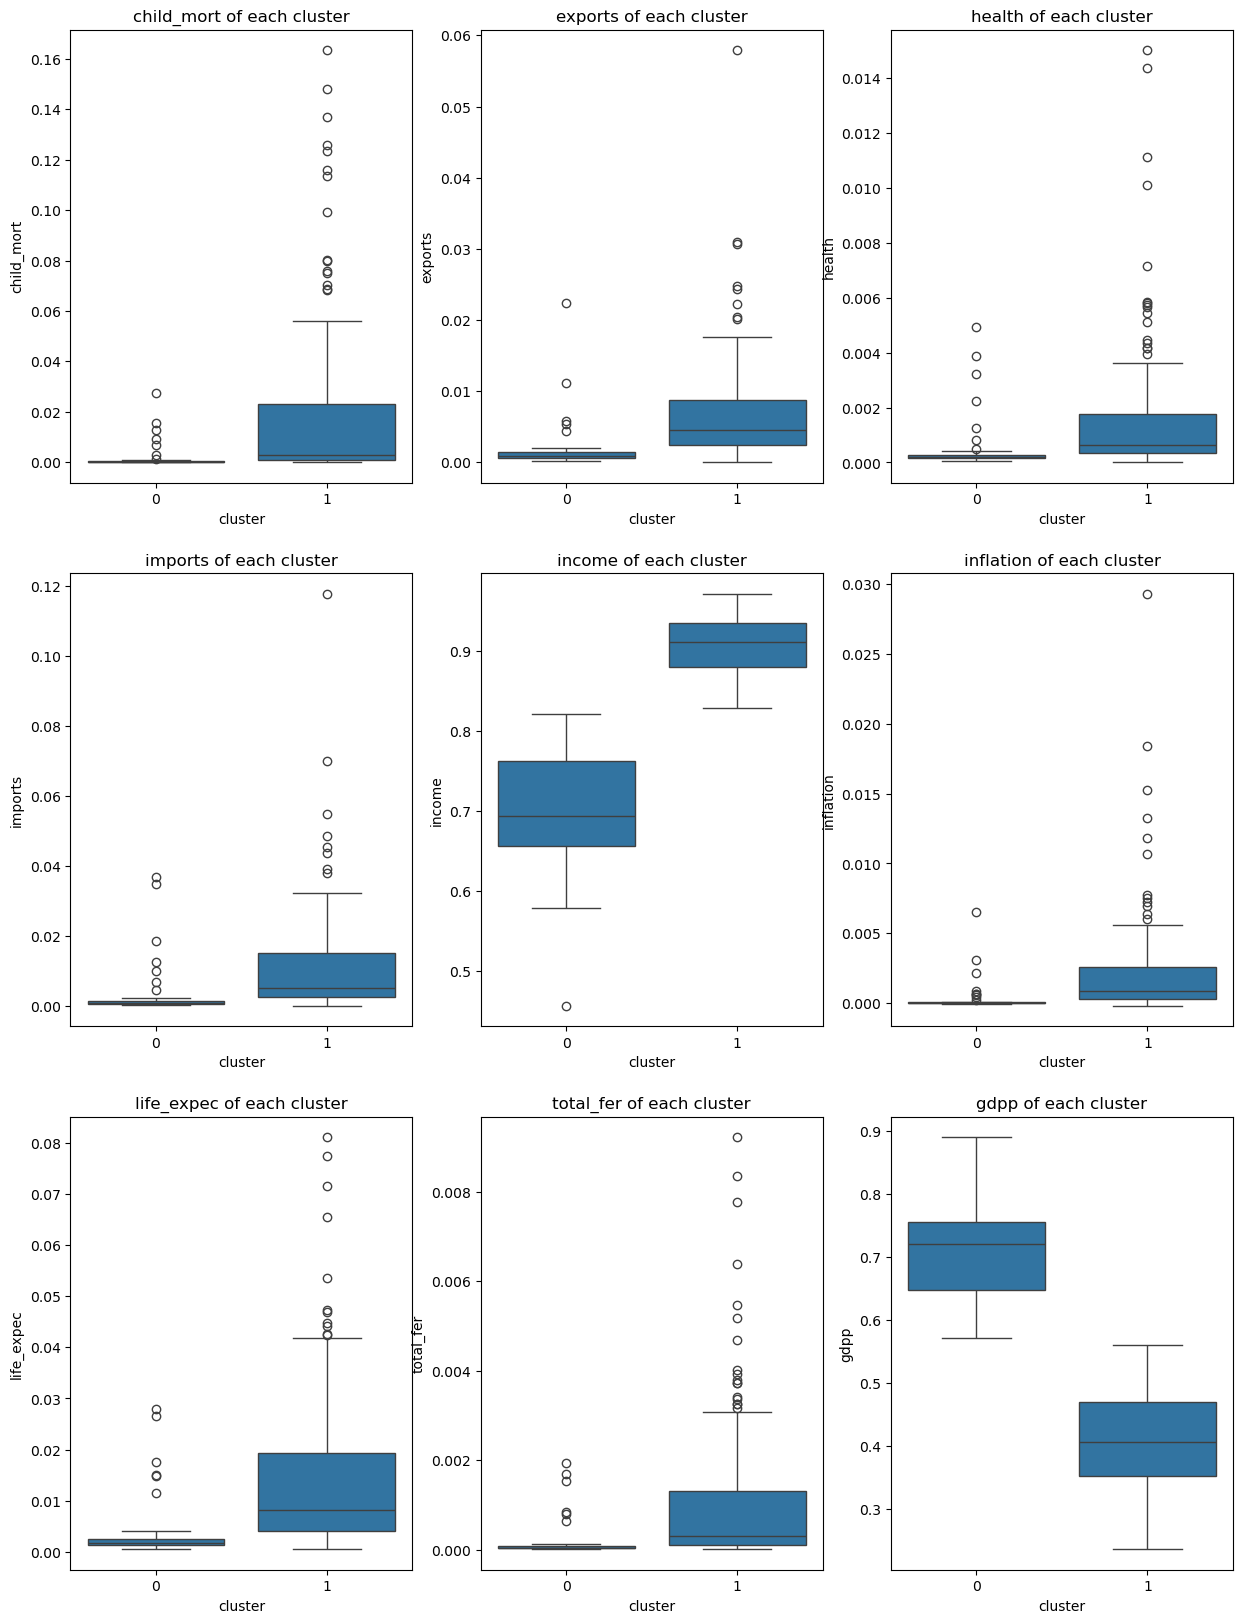 child_mort of each cluster
child_mort
0.16
0.14
0.12
0.10
0.08
0.06
0.04
0.02
0.00
0 1
cluster
exports of each cluster
exports
0.06
0.05
0.04
0.03
0.02
0.01
0.00
0 1
cluster
health of each cluster
health
0.014
0.012
0.010
0.008
0.006
0.004
0.002
0.000
0 1
cluster
imports of each cluster
imports
0.12
0.10
0.08
0.06
0.04
0.02
0.00
0 1
cluster
income of each cluster
income
0.9
0.8
0.7
0.6
0.5
0 1
cluster
inflation of each cluster
inflation
0.030
0.025
0.020
0.015
0.010
0.005
0.000
0 1
cluster
life_expec of each cluster
life_expec
0.08
0.07
0.06
0.05
0.04
0.03
0.02
0.01
0.00
0 1
cluster
total_fer of each cluster
total_fer
0.008
0.006
0.004
0.002
0.000
0 1
cluster
gdpp of each cluster
gdpp
0.9
0.8
0.7
0.6
0.5
0.4
0.3
0 1
cluster